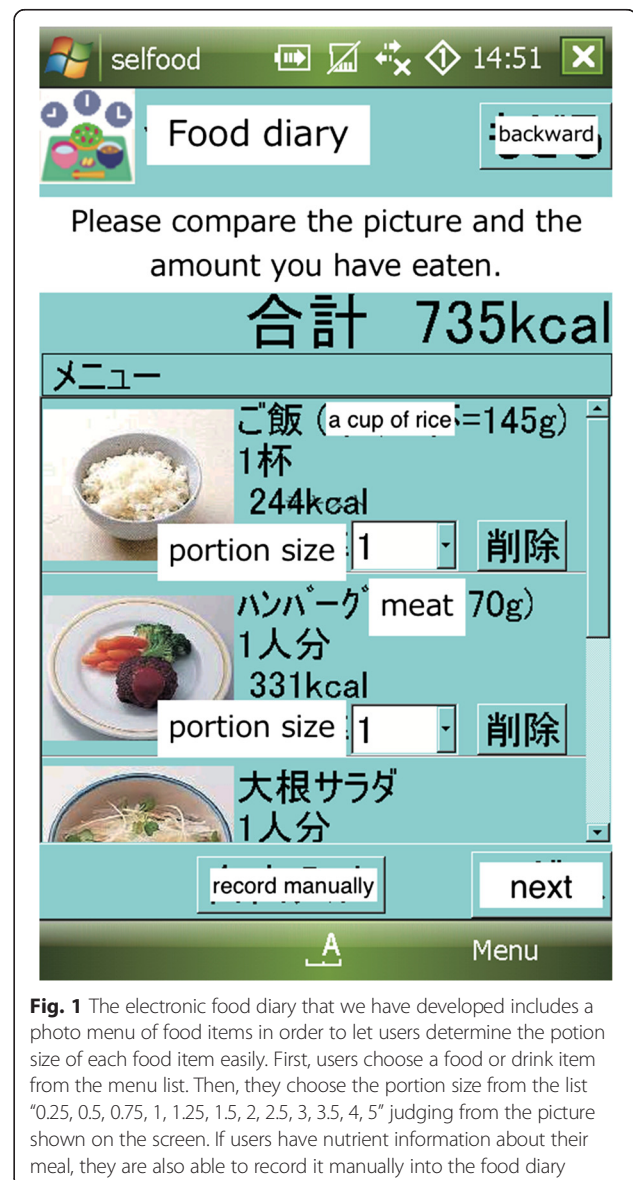 selfood 14:51
Food diary
backward
Please compare the picture and the
amount you have eaten.
合計 735kcal
メニュー
ご飯 (a cup of rice =145g)
1杯
244kcal
portion size 1 削除
ハンバーグ meat 70g)
1人分
331kcal
portion size 1 削除
大根サラダ
1人分
record manually next
A Menu
Fig. 1 The electronic food diary that we have developed includes a
photo menu of food items in order to let users determine the potion
size of each food item easily. First, users choose a food or drink item
from the menu list. Then, they choose the portion size from the list
“0.25, 0.5, 0.75, 1, 1.25, 1.5, 2, 2.5, 3, 3.5, 4, 5” judging from the picture
shown on the screen. If users have nutrient information about their
meal, they are also able to record it manually into the food diary